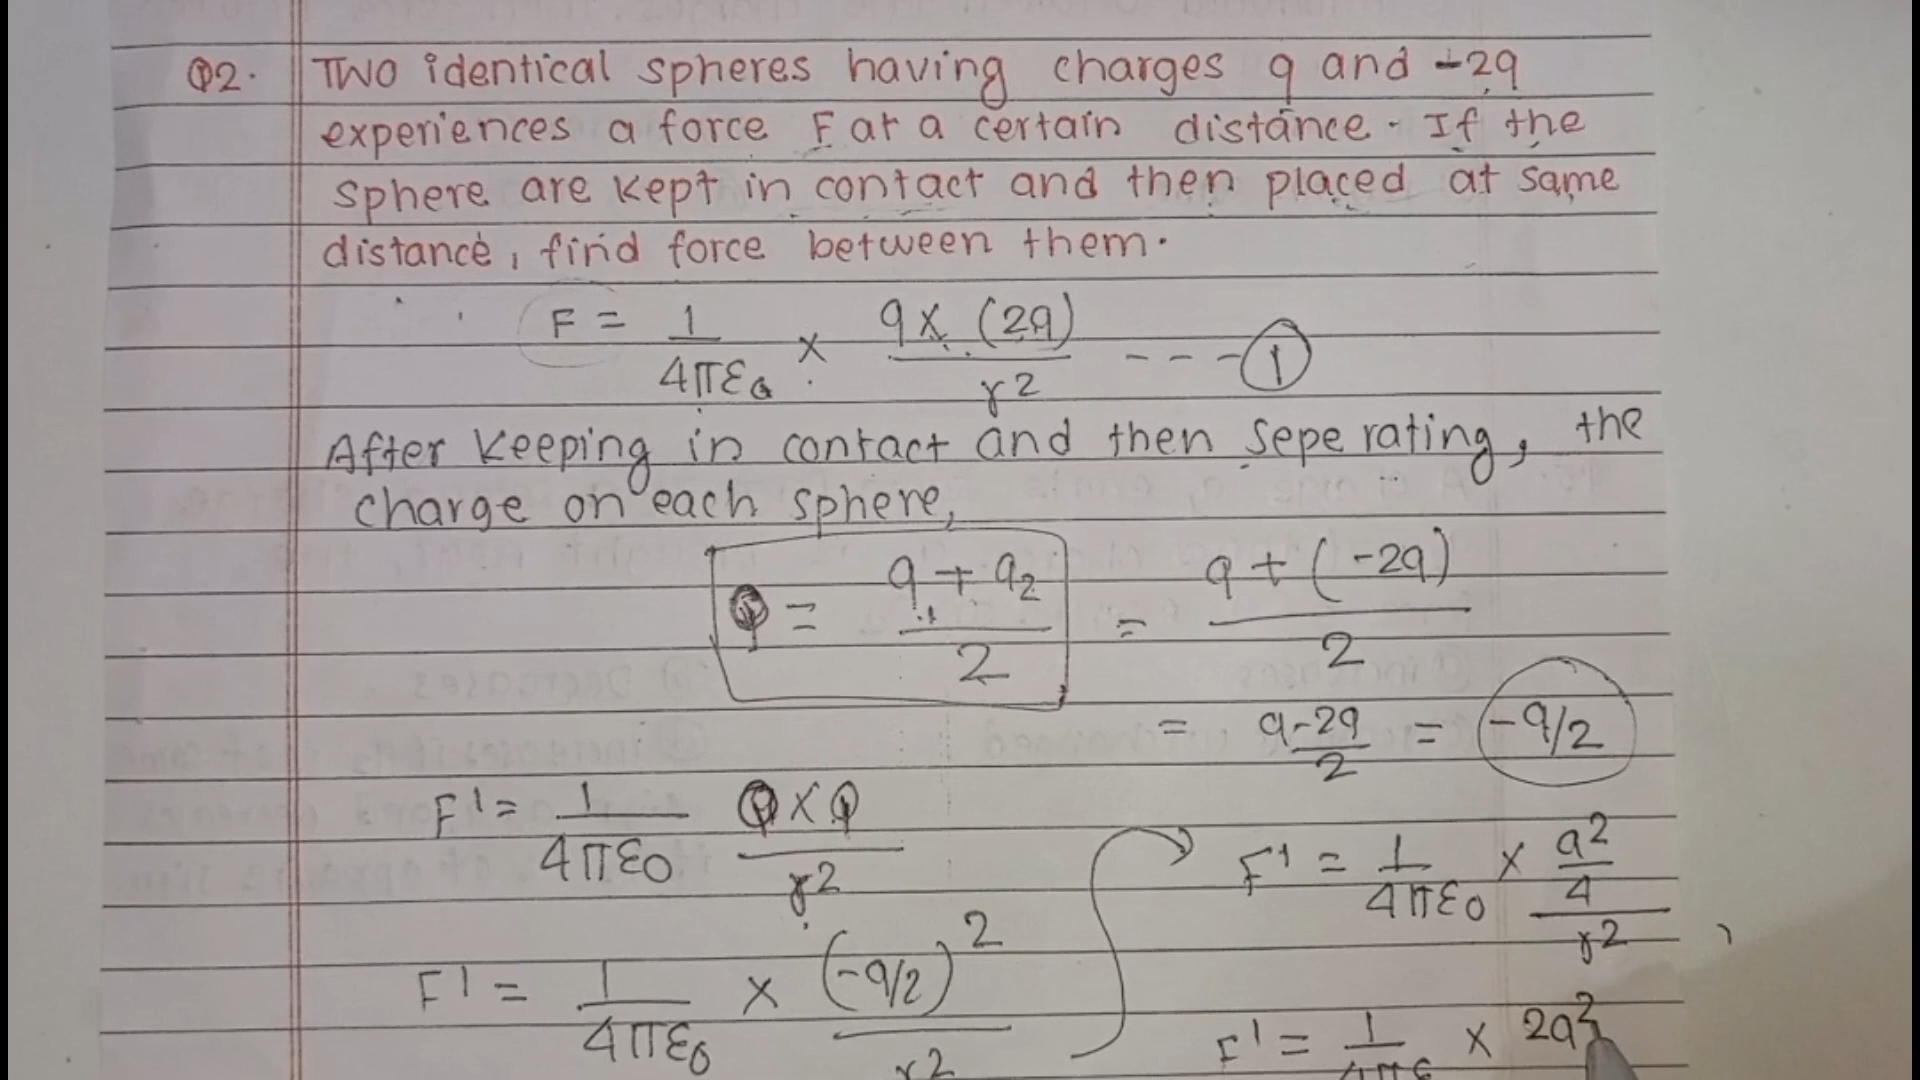 Q2. Two identical spheres having charges q and -2q
experiences a force F at a certain distance. If the
sphere are kept in contact and then placed at same
distance, find force between them.
F = 1/4πε0 × q × (2q)/r2 ---- 1
After keeping in contact and then seperating, the
charge on each sphere,
Q = q1 + q2/2 = q + (-2q)/2
= q-2q/2 = -q/2
F' = 1/4πε0 Q×Q/r2
F' = 1/4πε0 × (-q/2)2/r2
F' = 1/4πε0 × q2/4/r2
F' = 1/4πε × 2q2